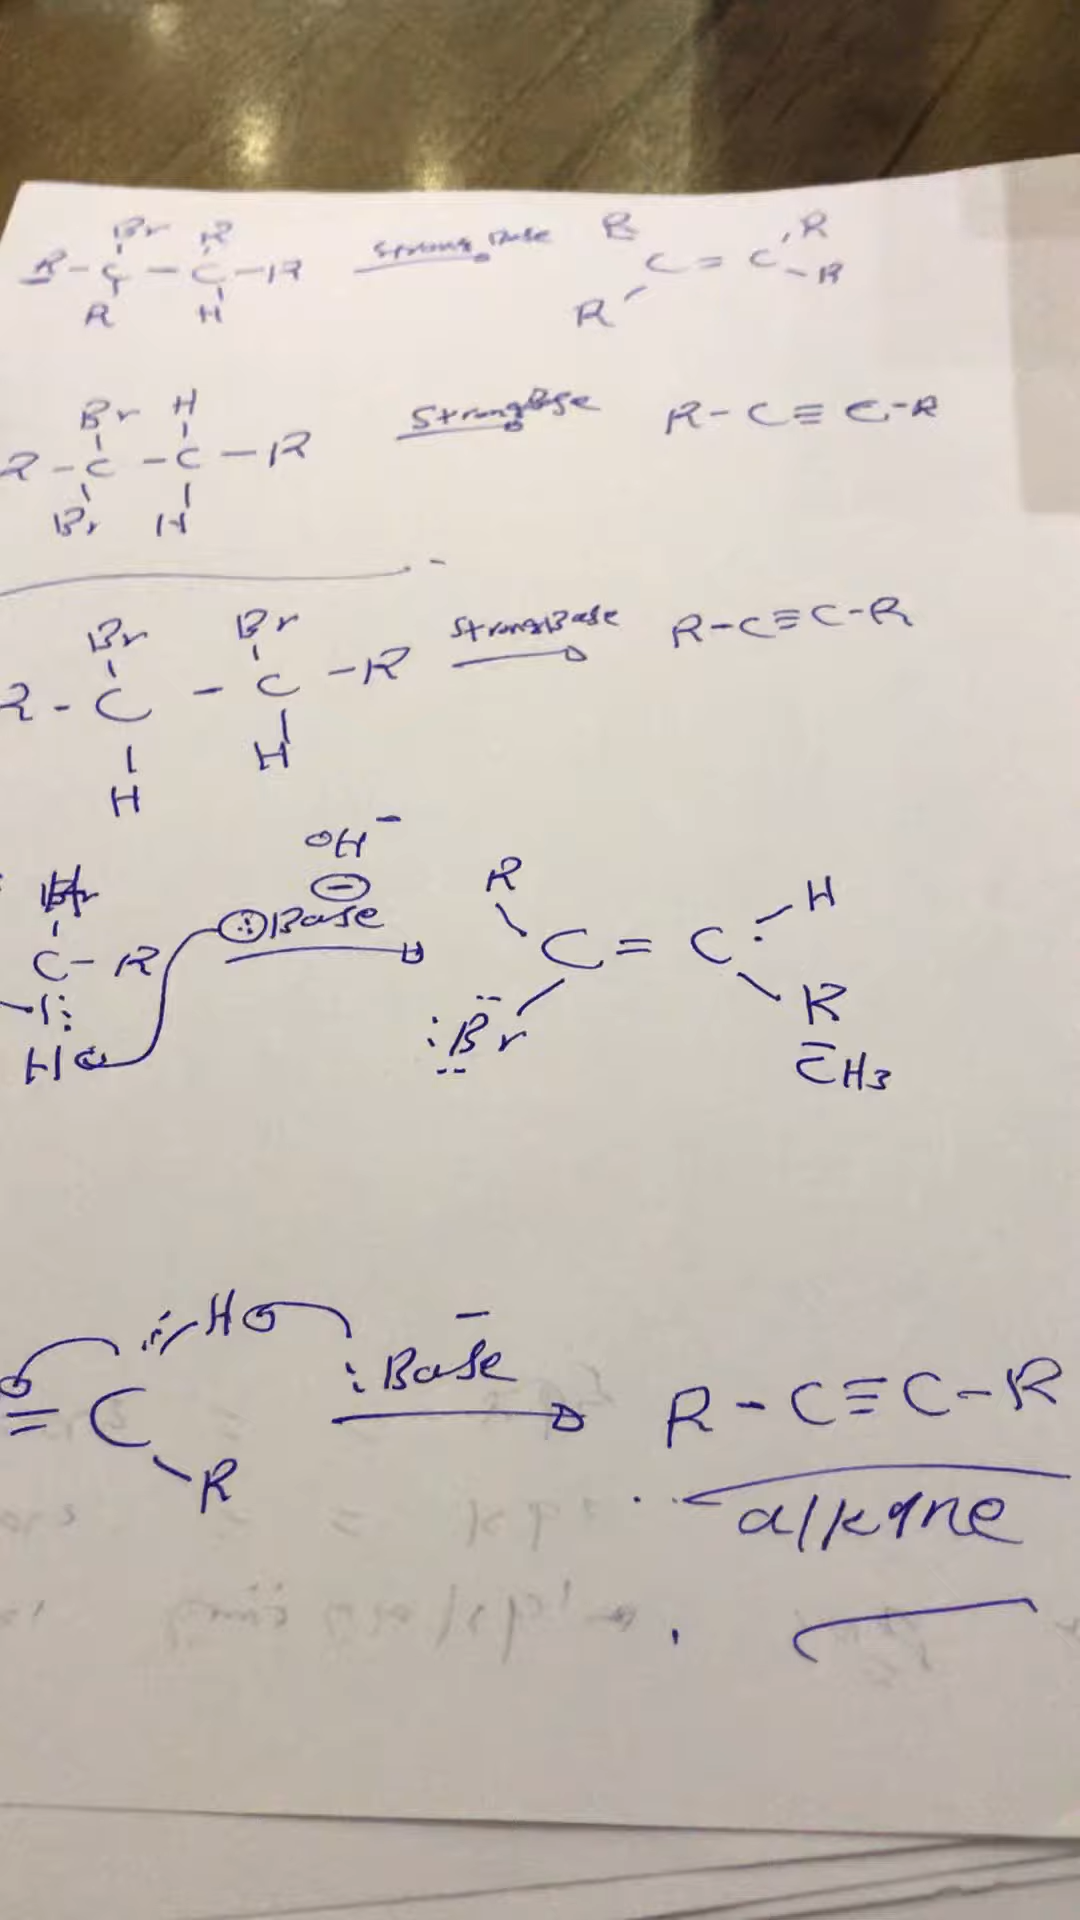 Br R
R-C-C-R strong Base R C=C R
R H R R
Br H
R-C-C-R Strong Base R-C≡C-R
Br H
Br Br
R-C-C-R Strong Base R-C≡C-R
H H
OH⁻
⊖
C-R :Base R C=C H
H :Br R
CH3
H :Base⁻
=C R-C≡C-R
R
alkyne